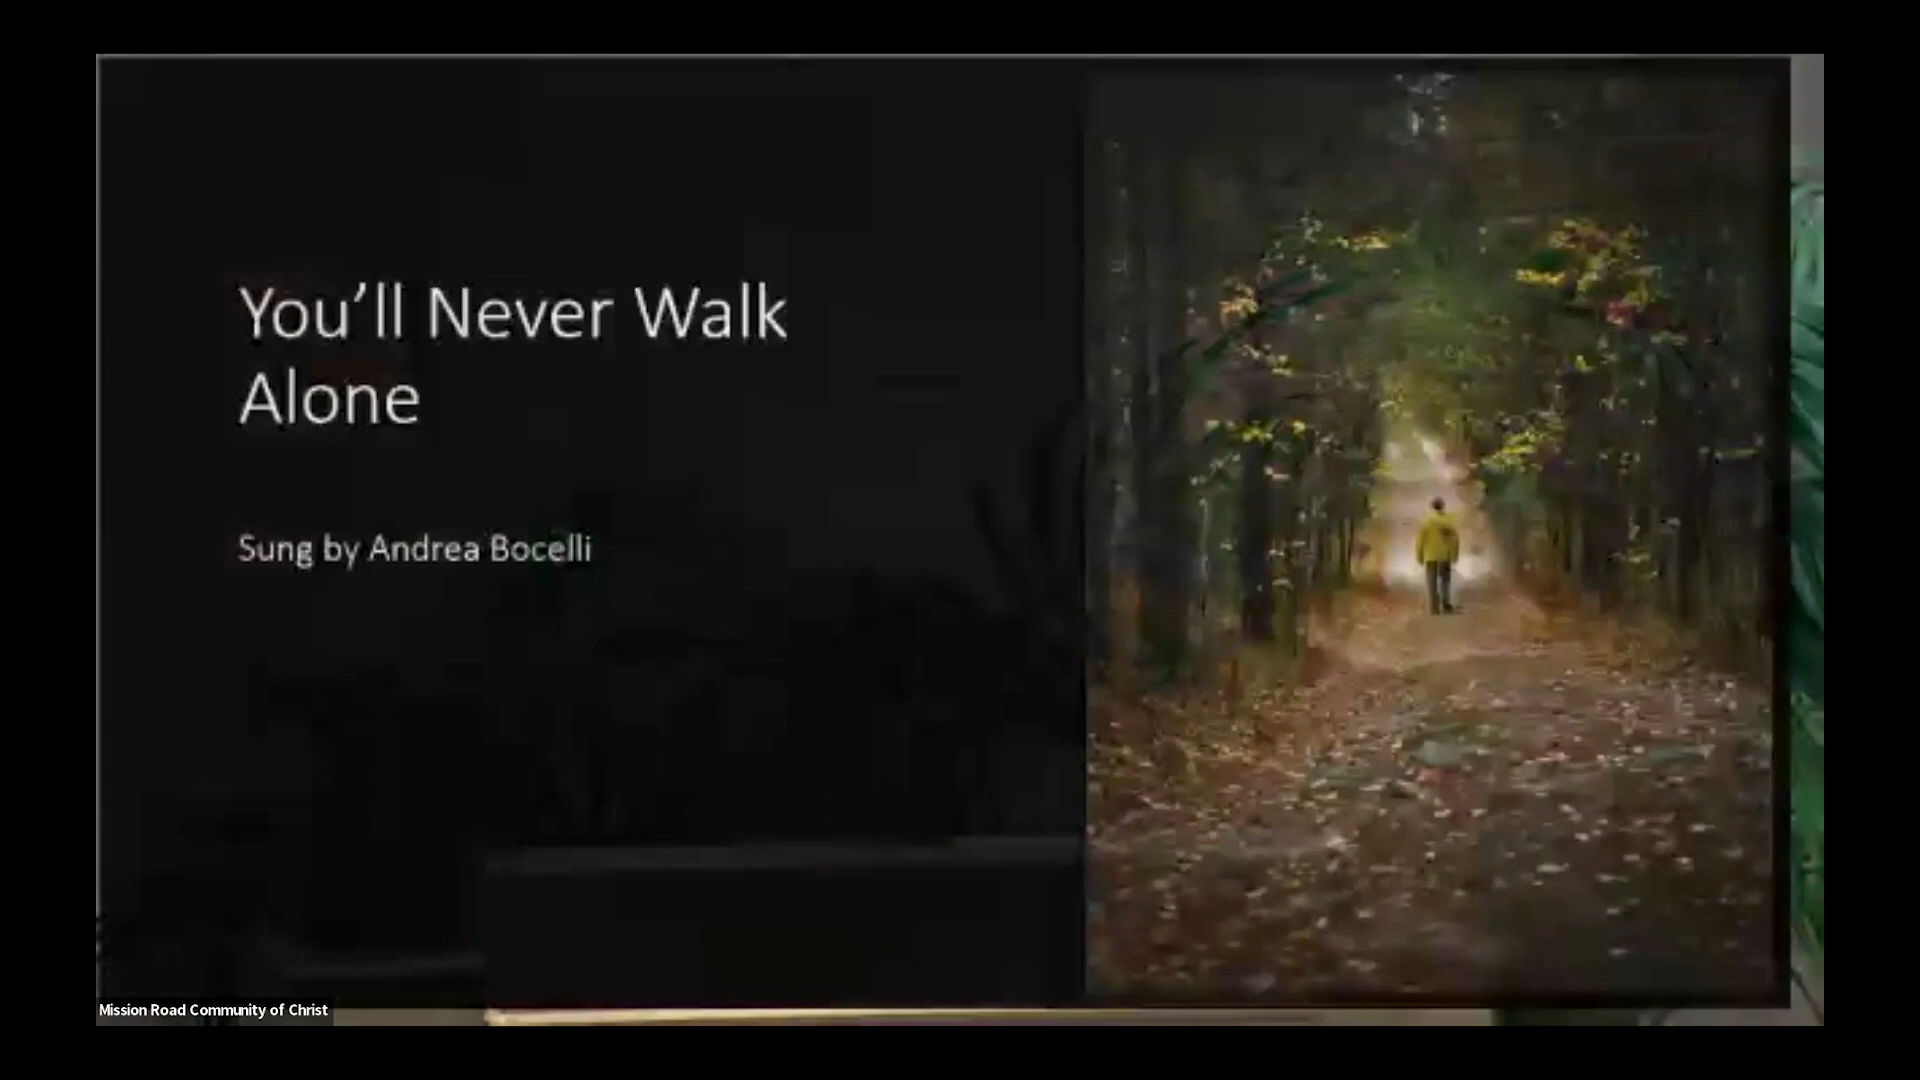 You’ll Never Walk
Alone
Sung by Andrea Bocelli
Mission Road Community of Christ